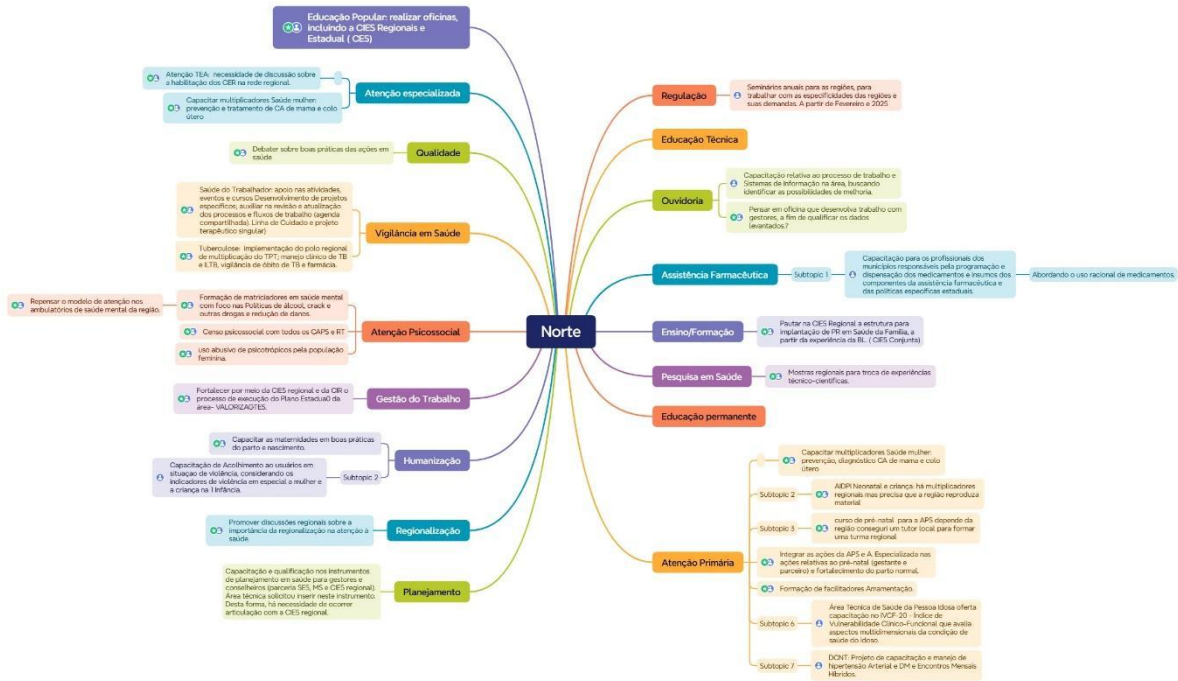 Educação Popular: realizar oficinas,
incluindo a CIES Regionais e
Estadual ( CES)
Atenção TEA: necessidade de discussão sobre
a habilitação dos CER na rede regional.
Capacitar multiplicadores Saúde mulher:
prevenção e tratamento de CA de mama e colo
útero
Atenção especializada
Debater sobre boas práticas das ações em
saúde
Qualidade
Saúde do Trabalhador: apoio nas atividades,
eventos e cursos Desenvolvimento de projetos
específicos; auxiliar na revisão e atualização
dos processos e fluxos de trabalho (agenda
compartilhada). Linha de Cuidado e projeto
terapêutico singular)
Tuberculose: Implementação do polo regional
de multiplicação do TPT; manejo clínico de TB
e ILTB, vigilância de óbito de TB e farmácia.
Vigilância em Saúde
Repensar o modelo de atenção nos
ambulatórios de saúde mental da região.
Formação de matriciadores em saúde mental
com foco nas Políticas de álcool, crack e
outras drogas e redução de danos.
Censo psicossocial com todos os CAPS e RT
uso abusivo de psicotrópicos pela população
feminina.
Atenção Psicossocial
Fortalecer por meio da CIES regional e da CIR o
processo de execução do Plano Estadua0 da
área- VALORIZAGTES.
Gestão do Trabalho
Capacitar as maternidades em boas práticas
do parto e nascimento.
Capacitação de Acolhimento ao usuários em
situaçao de violência, considerando os
indicadores de violência em especial a mulher e
a criança na 1 Infância.
Subtopic 2
Humanização
Promover discussões regionais sobre a
importância da regionalização na atenção à
saúde.
Regionalização
Capacitação e qualificação nos instrumentos
de planejamento em saúde para gestores e
conselheiros (parceria SES, MS e CIES regional).
Área técnica solicitou inserir neste instrumento.
Desta forma, há necessidade de ocorrer
articulação com a CIES regional.
Planejamento
Norte
Regulação
Seminários anuais para as regiões, para
trabalhar com as especificidades das regiões e
suas demandas. A partir de Fevereiro e 2025
Educação Técnica
Ouvidoria
Capacitação relativa ao processo de trabalho e
Sistemas de Informação na área, buscando
identificar as possibilidades de melhoria.
Pensar em oficina que desenvolva trabalho com
gestores, a fim de qualificar os dados
levantados.?
Assistência Farmacêutica
Subtopic 1
Capacitação para os profissionais dos
municípios responsáveis pela programação e
dispensação dos medicamentos e insumos dos
componentes da assistência farmacêutica e
das políticas específicas estaduais.
Abordando o uso racional de medicamentos.
Ensino/Formação
Pautar na CIES Regional a estrutura para
implantação de PR em Saúde da Família, a
partir da experiência da BL. ( CIES Conjunta)
Pesquisa em Saúde
Mostras regionais para troca de experiências
técnico-científicas.
Educação permanente
Atenção Primária
Capacitar multiplicadores Saúde mulher:
prevenção, diagnóstico CA de mama e colo
útero
Subtopic 2
AIDPI Neonatal e criança: há multiplicadores
regionais mas precisa que a região reproduza
material
Subtopic 3
curso de pré-natal para a APS depende da
região conseguri um tutor local para formar
uma turma regional
Integrar as ações da APS e A. Especializada nas
ações relativas ao pré-natal (gestante e
parceiro) e fortalecimento do parto normal.
Formação de facilitadores Amamentação.
Subtopic 6
Área Técnica de Saúde da Pessoa Idosa oferta
capacitação no IVCF-20 - Índice de
Vulnerabilidade Clínico-Funcional que avalia
aspectos multidimensionais da condição de
saúde do idoso.
Subtopic 7
DCNT: Projeto de capacitação e manejo de
hipertensão Arterial e DM e Encontros Mensais
Híbridos.